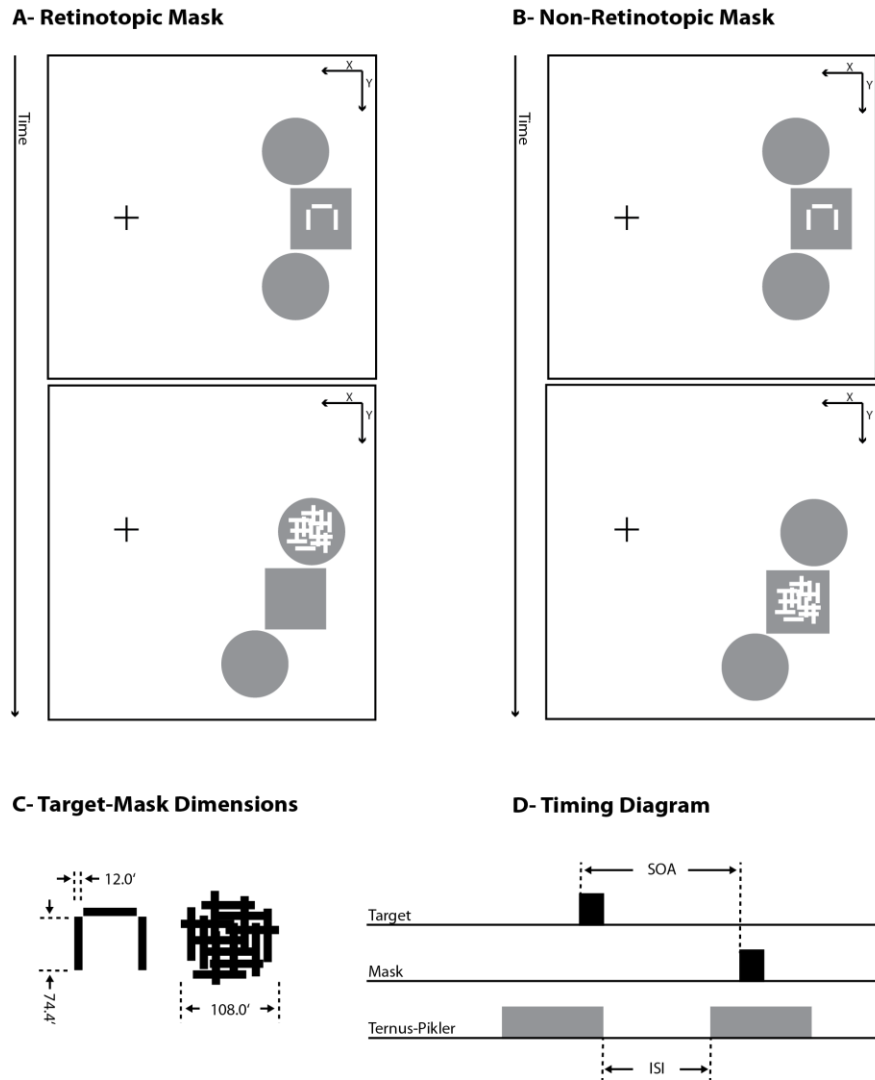 A- Retinotopic Mask
B- Non-Retinotopic Mask
Time
X
Y
Time
X
Y
X
Y
X
Y
C- Target-Mask Dimensions
D- Timing Diagram
12.0'
74.4'
108.0'
SOA
Target
Mask
Ternus-Pikler
ISI